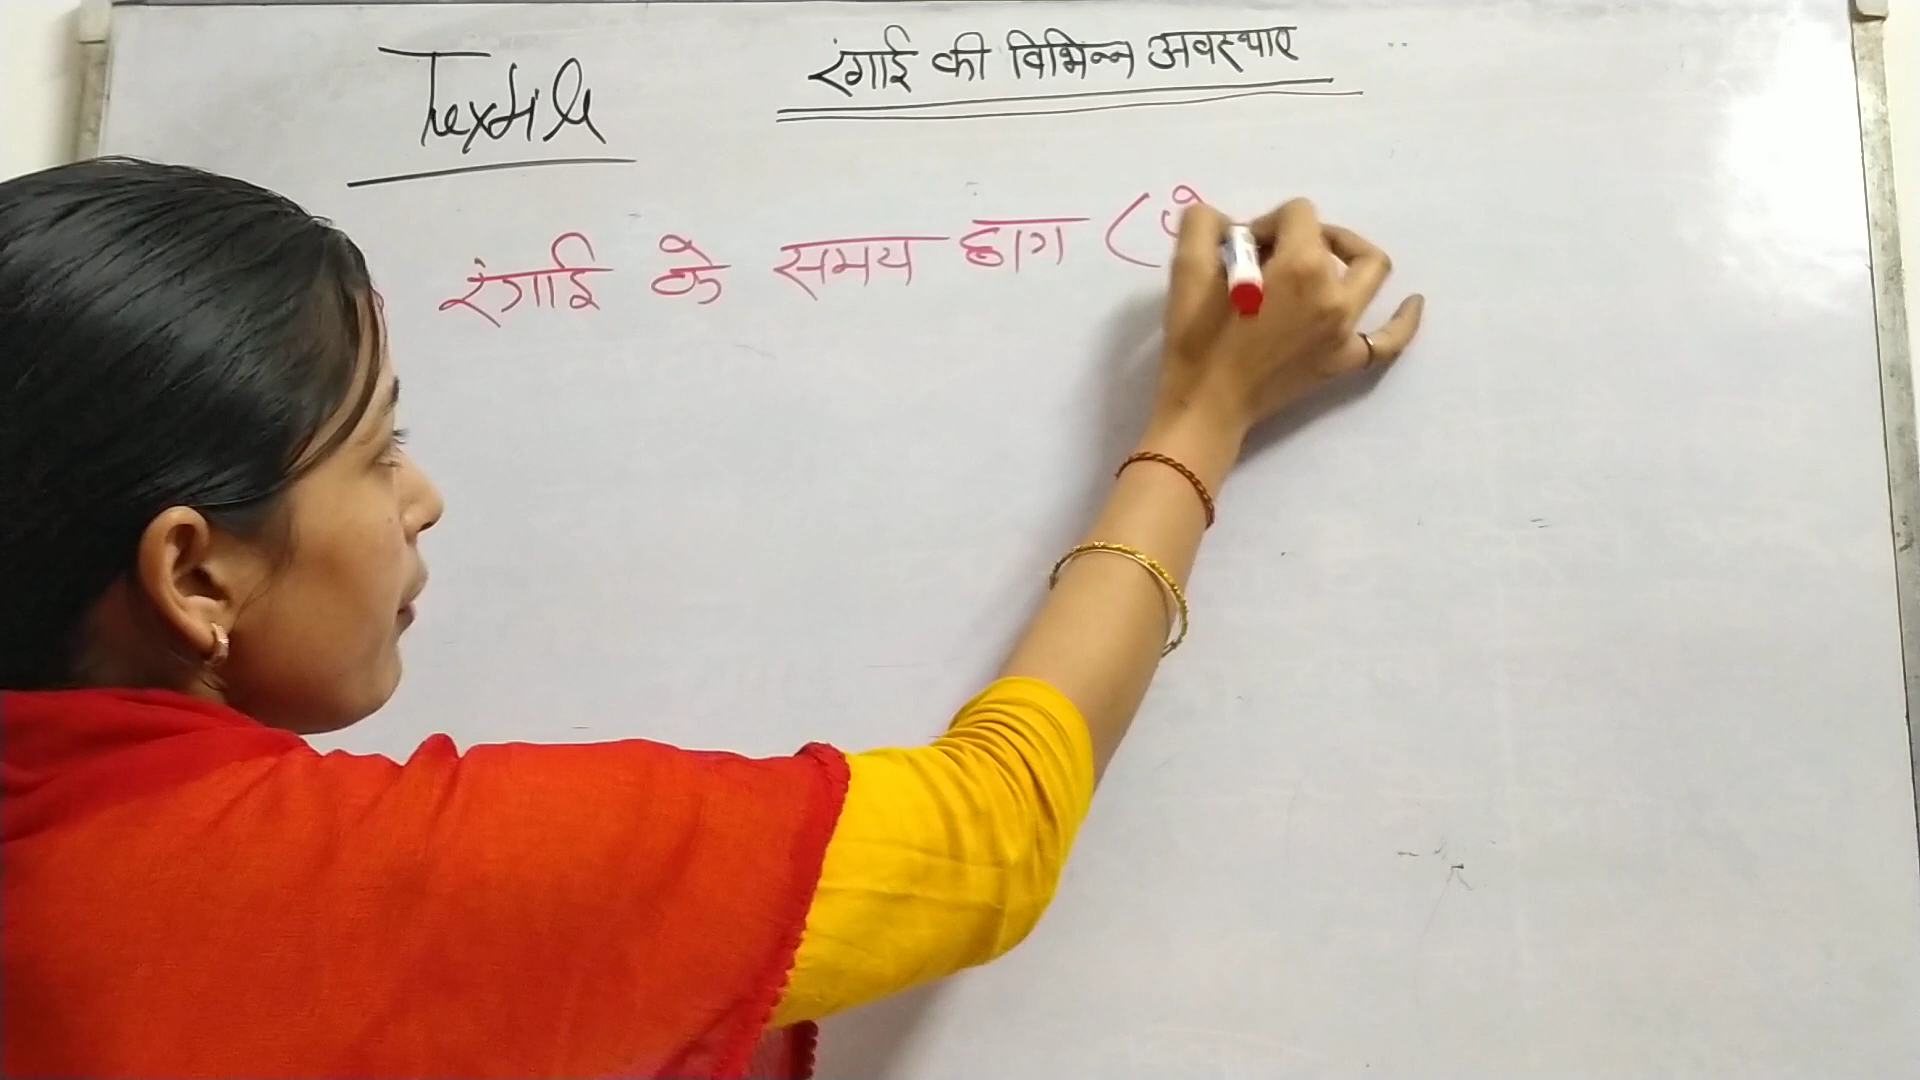 Textile
रंगाई की विभिन्न अवस्थाए
रंगाई के समय धाग (